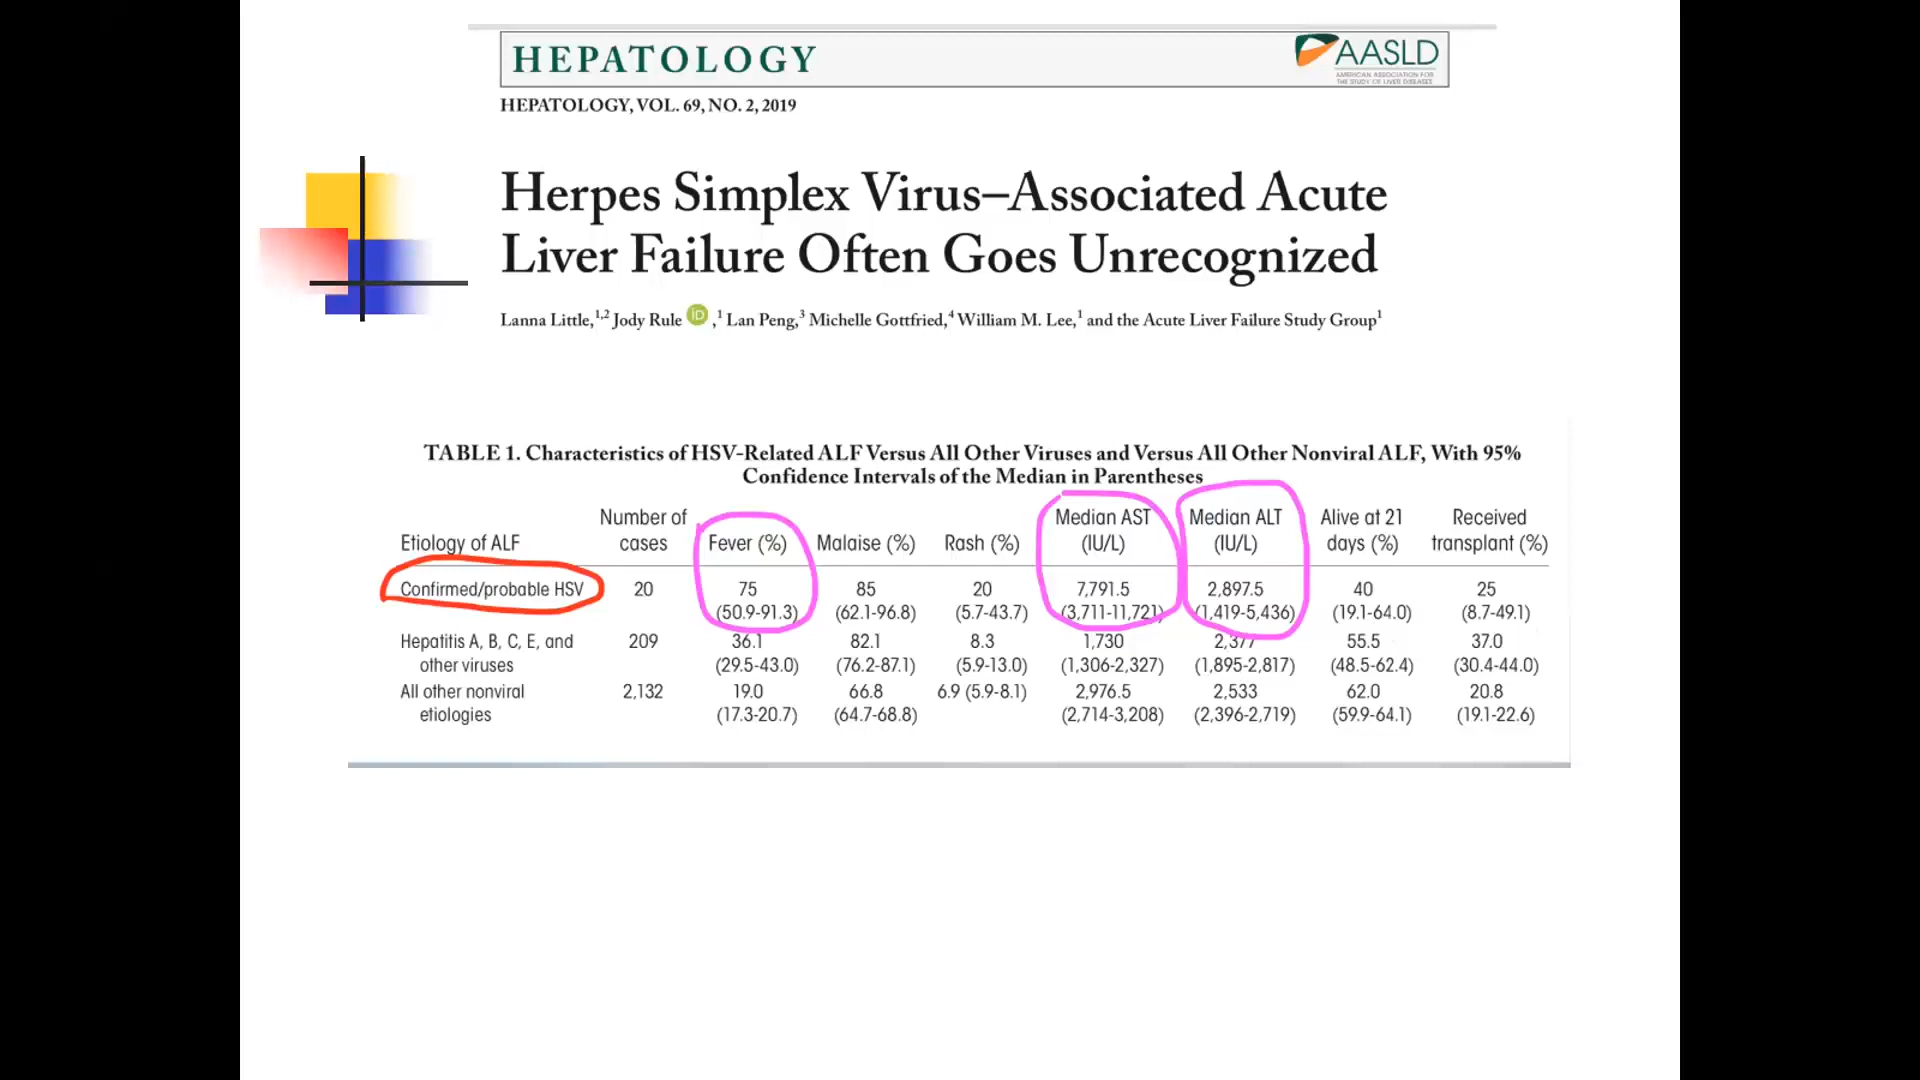 HEPATOLOGY
AASLD
AMERICAN ASSOCIATION FOR
THE STUDY OF LIVER DISEASES
HEPATOLOGY, VOL. 69, NO. 2, 2019
Herpes Simplex Virus–Associated Acute
Liver Failure Often Goes Unrecognized
Lanna Little,1,2 Jody Rule iD ,1 Lan Peng,3 Michelle Gottfried,4 William M. Lee,1 and the Acute Liver Failure Study Group1
TABLE 1. Characteristics of HSV-Related ALF Versus All Other Viruses and Versus All Other Nonviral ALF, With 95%
Confidence Intervals of the Median in Parentheses
Number of Median AST Median ALT Alive at 21 Received
Etiology of ALF cases Fever (%) Malaise (%) Rash (%) (IU/L) (IU/L) days (%) transplant (%)
Confirmed/probable HSV 20 75 85 20 7,791.5 2,897.5 40 25
(50.9-91.3) (62.1-96.8) (5.7-43.7) (3,711-11,721) (1,419-5,436) (19.1-64.0) (8.7-49.1)
Hepatitis A, B, C, E, and 209 36.1 82.1 8.3 1,730 2,377 55.5 37.0
other viruses (29.5-43.0) (76.2-87.1) (5.9-13.0) (1,306-2,327) (1,895-2,817) (48.5-62.4) (30.4-44.0)
All other nonviral 2,132 19.0 66.8 6.9 (5.9-8.1) 2,976.5 2,533 62.0 20.8
etiologies (17.3-20.7) (64.7-68.8) (2,714-3,208) (2,396-2,719) (59.9-64.1) (19.1-22.6)